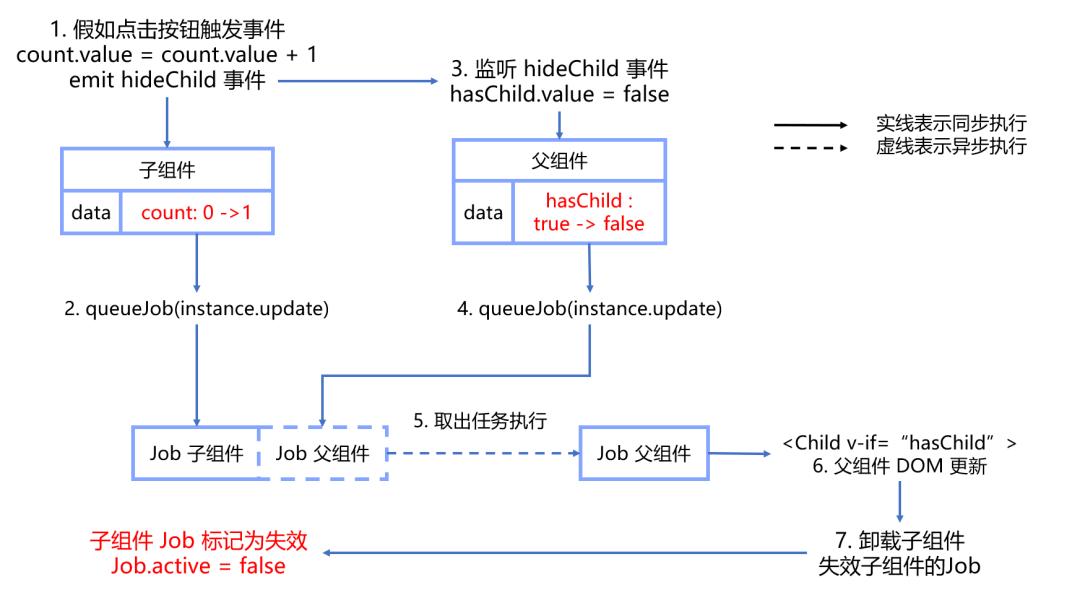 1. 假如点击按钮触发事件
count.value = count.value + 1
emit hideChild 事件
3. 监听 hideChild 事件
hasChild.value = false
实线表示同步执行
虚线表示异步执行
子组件
data
count: 0 ->1
父组件
data
hasChild :
true -> false
2. queueJob(instance.update)
4. queueJob(instance.update)
5. 取出任务执行
Job 子组件
Job 父组件
Job 父组件
<Child v-if=“hasChild”>
6. 父组件 DOM 更新
7. 卸载子组件
失效子组件的Job
子组件 Job 标记为失效
Job.active = false